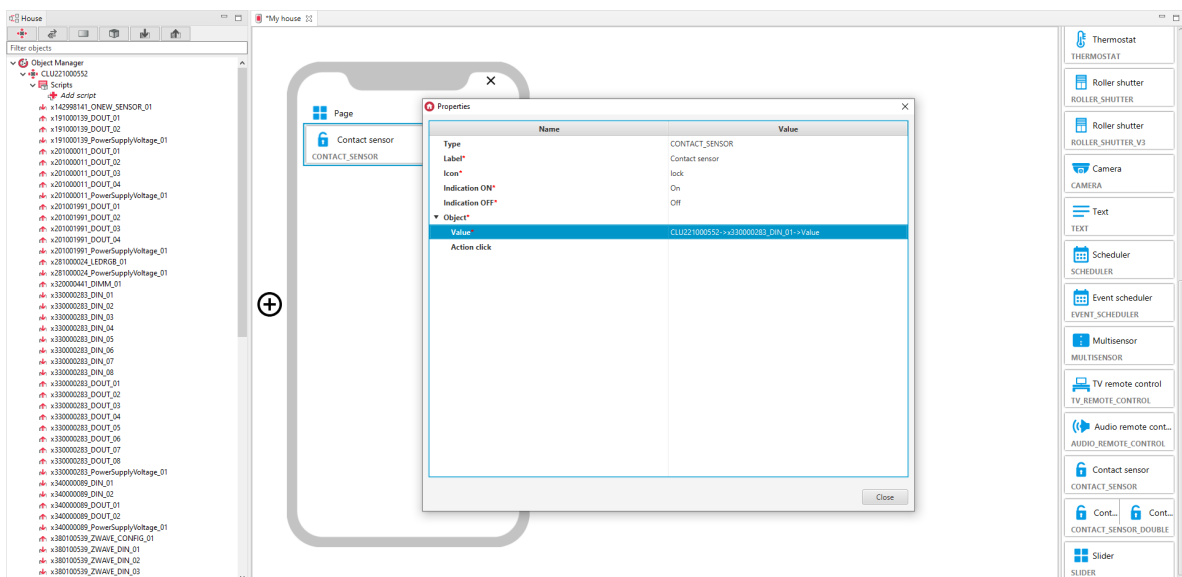 House
*My house
Filter objects
Object Manager
CLU221000552
Scripts
Add script
x142998141_ONEW_SENSOR_01
x191000139_DOUT_01
x191000139_DOUT_02
x191000139_PowerSupplyVoltage_01
x201000011_DOUT_01
x201000011_DOUT_02
x201000011_DOUT_03
x201000011_DOUT_04
x201000011_PowerSupplyVoltage_01
x201001991_DOUT_01
x201001991_DOUT_02
x201001991_DOUT_03
x201001991_DOUT_04
x201001991_PowerSupplyVoltage_01
x281000024_LEDRGB_01
x281000024_PowerSupplyVoltage_01
x320000441_DIMM_01
x330000283_DIN_01
x330000283_DIN_02
x330000283_DIN_03
x330000283_DIN_04
x330000283_DIN_05
x330000283_DIN_06
x330000283_DIN_07
x330000283_DIN_08
x330000283_DOUT_01
x330000283_DOUT_02
x330000283_DOUT_03
x330000283_DOUT_04
x330000283_DOUT_05
x330000283_DOUT_06
x330000283_DOUT_07
x330000283_DOUT_08
x330000283_PowerSupplyVoltage_01
x340000089_DIN_01
x340000089_DIN_02
x340000089_DOUT_01
x340000089_DOUT_02
x340000089_PowerSupplyVoltage_01
x380100539_ZWAVE_CONFIG_01
x380100539_ZWAVE_DIN_01
x380100539_ZWAVE_DIN_02
x380100539_ZWAVE_DIN_03
Page
Contact sensor
CONTACT_SENSOR
Properties
Name Value
Type CONTACT_SENSOR
Label* Contact sensor
Icon* lock
Indication ON* On
Indication OFF* Off
Object*
Value* CLU221000552->x330000283_DIN_01->Value
Action click
Close
Thermostat
THERMOSTAT
Roller shutter
ROLLER_SHUTTER
Roller shutter
ROLLER_SHUTTER_V3
Camera
CAMERA
Text
TEXT
Scheduler
SCHEDULER
Event scheduler
EVENT_SCHEDULER
Multisensor
MULTISENSOR
TV remote control
TV_REMOTE_CONTROL
Audio remote cont...
AUDIO_REMOTE_CONTROL
Contact sensor
CONTACT_SENSOR
Cont... Cont...
CONTACT_SENSOR_DOUBLE
Slider
SLIDER